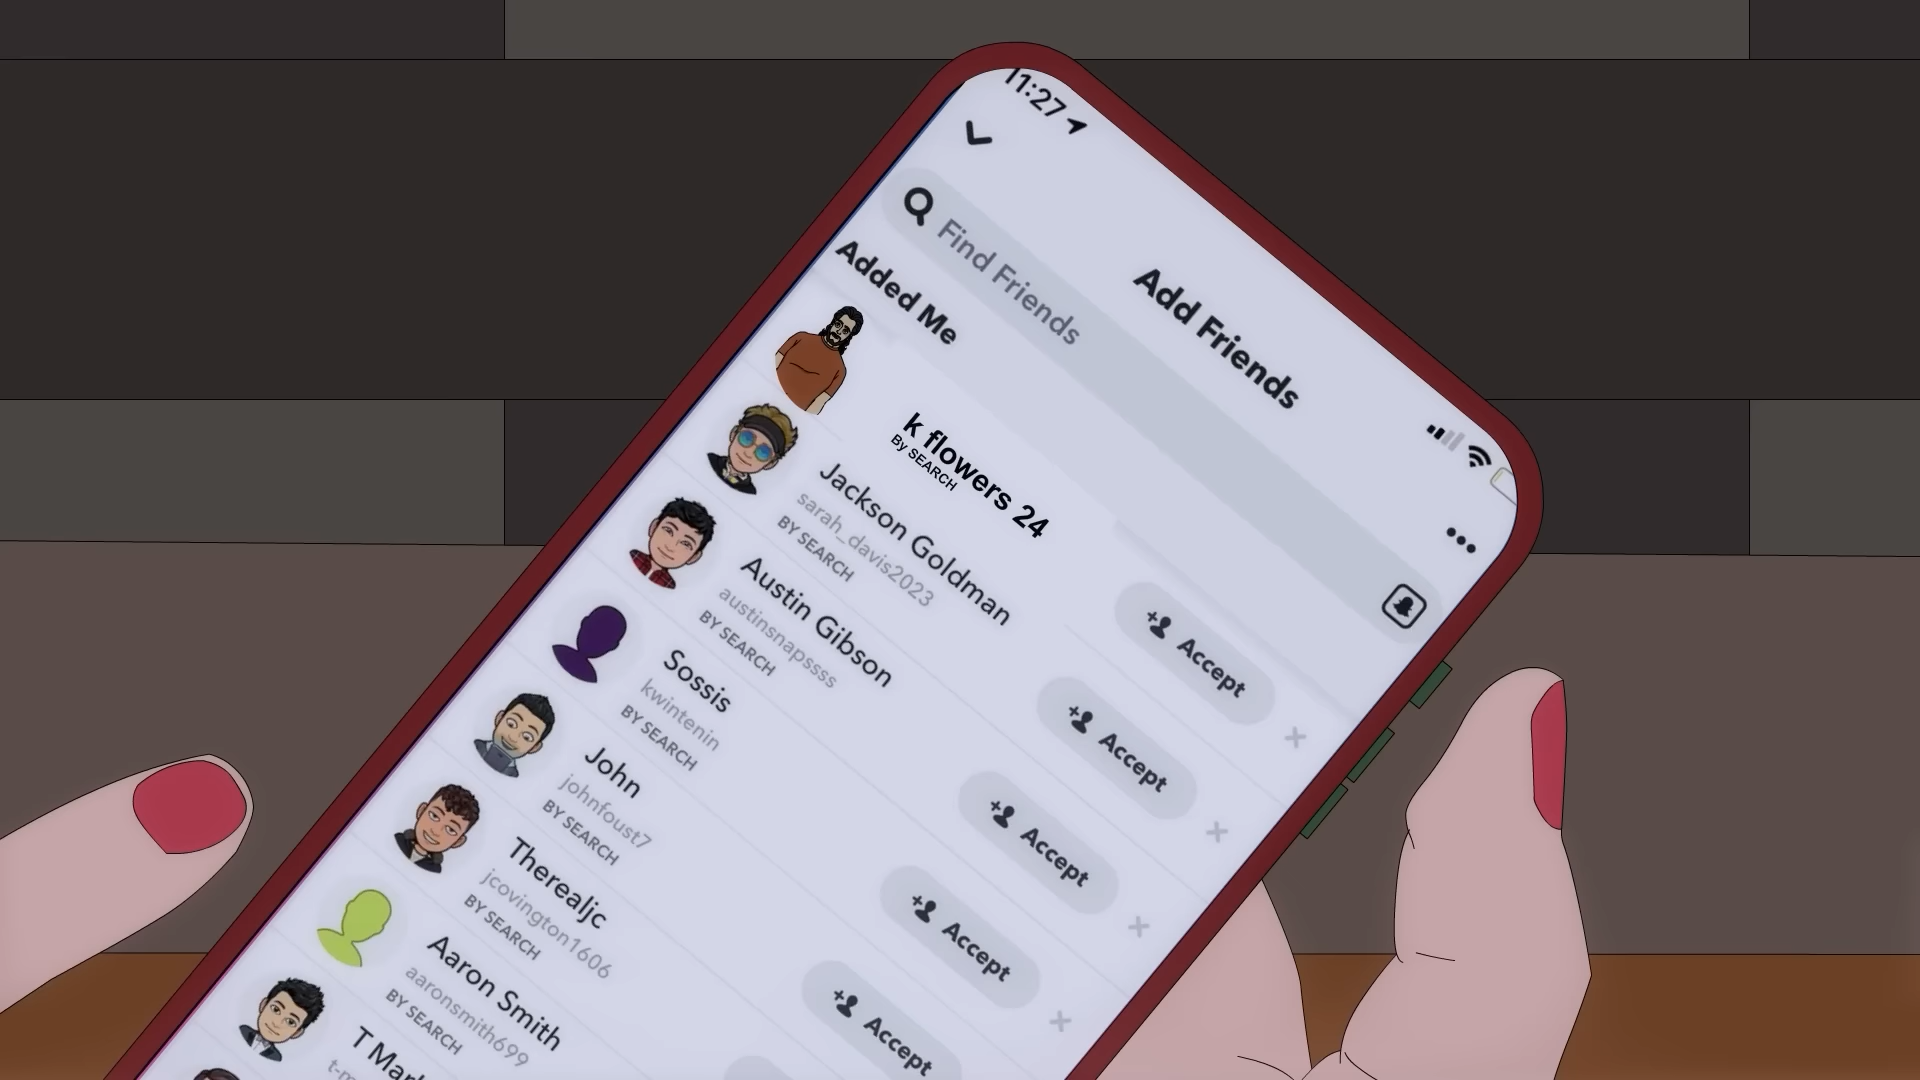 11:27
Add Friends
Find Friends
Added Me
k flowers 24
By SEARCH
Accept
Jackson Goldman
sarah_davis2023
BY SEARCH
Accept
Austin Gibson
austinsnapssss
BY SEARCH
Accept
Sossis
kwintenin
BY SEARCH
Accept
John
johnfoust7
BY SEARCH
Accept
Therealjc
jcovington1606
BY SEARCH
Aaron Smith
aaronsmith699
BY SEARCH
T Mar
t-m